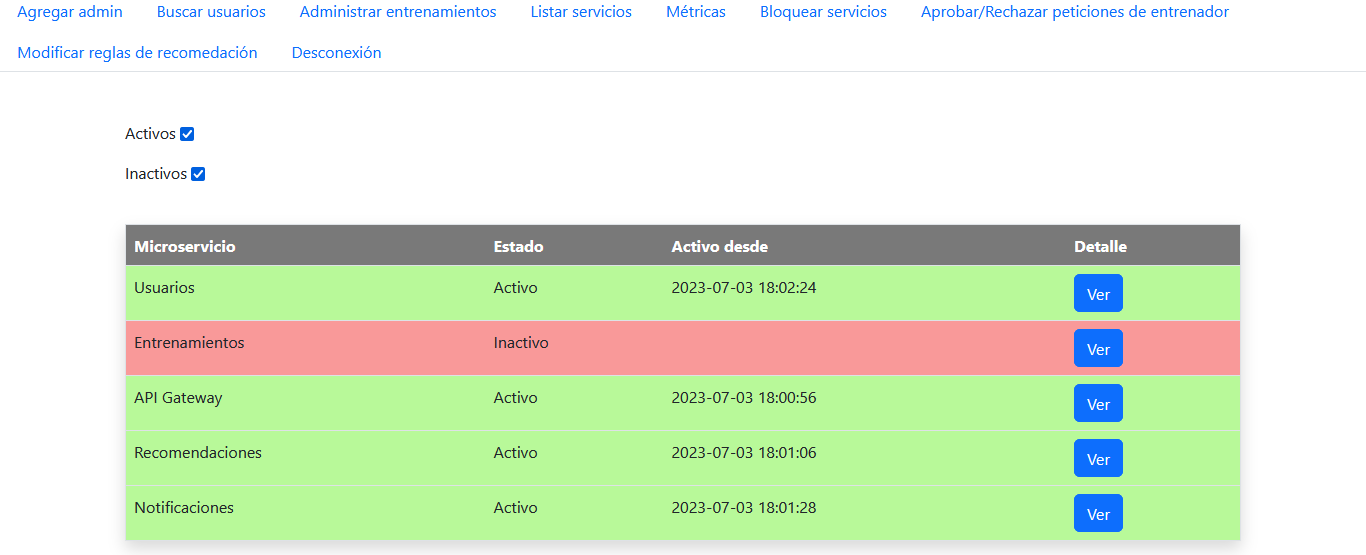 Agregar admin Buscar usuarios Administrar entrenamientos Listar servicios Métricas Bloquear servicios Aprobar/Rechazar peticiones de entrenador
Modificar reglas de recomedación Desconexión
Activos
Inactivos
Microservicio Estado Activo desde Detalle
Usuarios Activo 2023-07-03 18:02:24 Ver
Entrenamientos Inactivo Ver
API Gateway Activo 2023-07-03 18:00:56 Ver
Recomendaciones Activo 2023-07-03 18:01:06 Ver
Notificaciones Activo 2023-07-03 18:01:28 Ver